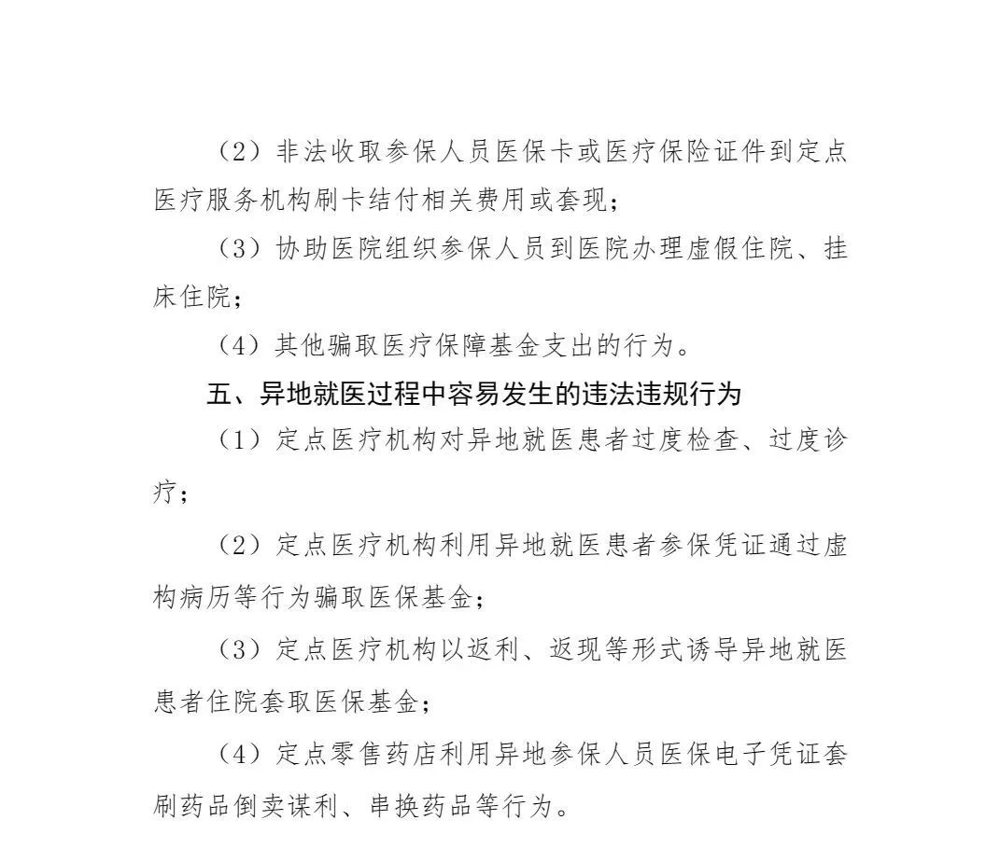 （2）非法收取参保人员医保卡或医疗保险证件到定点
医疗服务机构刷卡结付相关费用或套现；
（3）协助医院组织参保人员到医院办理虚假住院、挂
床住院；
（4）其他骗取医疗保障基金支出的行为。
五、异地就医过程中容易发生的违法违规行为
（1）定点医疗机构对异地就医患者过度检查、过度诊
疗；
（2）定点医疗机构利用异地就医患者参保凭证通过虚
构病历等行为骗取医保基金；
（3）定点医疗机构以返利、返现等形式诱导异地就医
患者住院套取医保基金；
（4）定点零售药店利用异地参保人员医保电子凭证套
刷药品倒卖谋利、串换药品等行为。